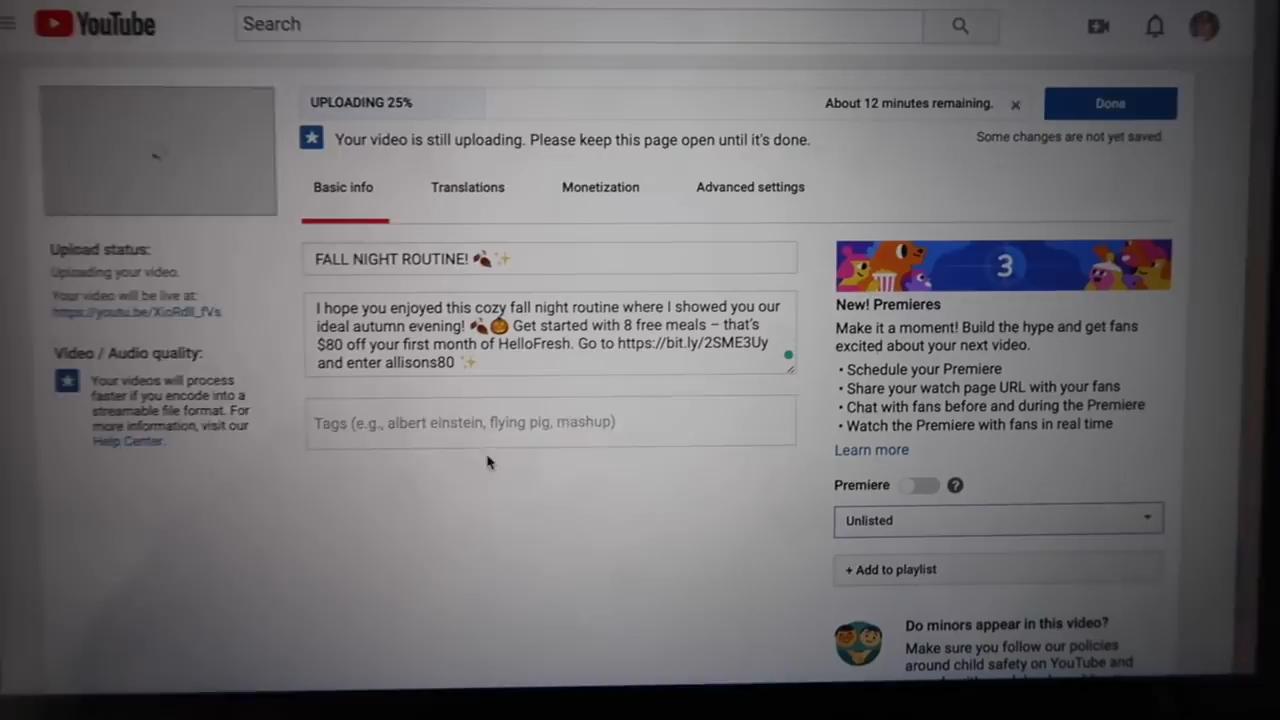 YouTube
Search
UPLOADING 25%
About 12 minutes remaining.
Done
Your video is still uploading. Please keep this page open until it's done.
Some changes are not yet saved.
Basic info
Translations
Monetization
Advanced settings
Upload status:
Uploading your video.
Your video will be live at:
Video / Audio quality:
Your videos will process
faster if you encode into a
streamable file format. For
more information, visit our
Help Center.
FALL NIGHT ROUTINE! 🍂✨
I hope you enjoyed this cozy fall night routine where I showed you our
ideal autumn evening! 🍂🎃 Get started with 8 free meals – that's
$80 off your first month of HelloFresh. Go to https://bit.ly/2SME3Uy
and enter allisons80 ✨
Tags (e.g., albert einstein, flying pig, mashup)
3
New! Premieres
Make it a moment! Build the hype and get fans
excited about your next video.
• Schedule your Premiere
• Share your watch page URL with your fans
• Chat with fans before and during the Premiere
• Watch the Premiere with fans in real time
Learn more
Premiere
Unlisted
+ Add to playlist
Do minors appear in this video?
Make sure you follow our policies
around child safety on YouTube and